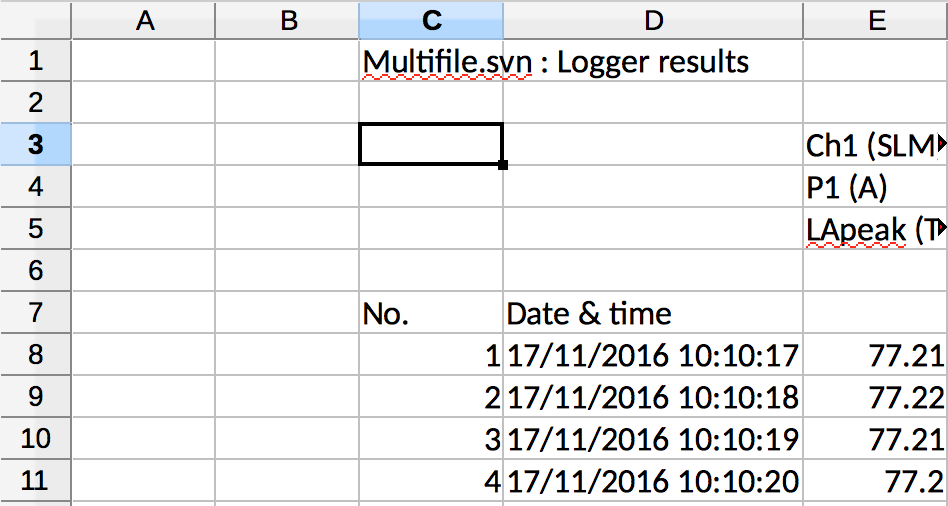 A B C D E
1 Multifile.svn : Logger results
2
3 Ch1 (SLM
4 P1 (A)
5 LApeak (T
6
7 No. Date & time
8 1 17/11/2016 10:10:17 77.21
9 2 17/11/2016 10:10:18 77.22
10 3 17/11/2016 10:10:19 77.21
11 4 17/11/2016 10:10:20 77.2